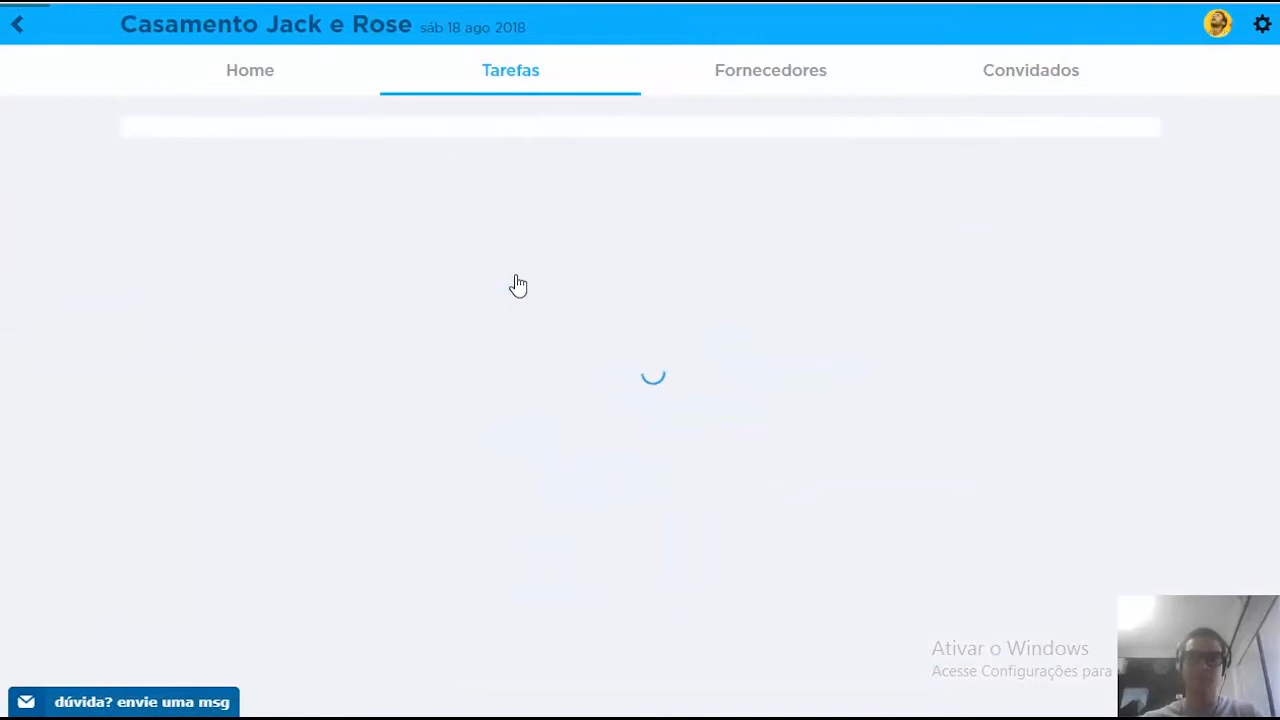 Casamento Jack e Rose sáb 18 ago 2018
Home Tarefas Fornecedores Convidados
Ativar o Windows
Acesse Configurações para
dúvida? envie uma msg